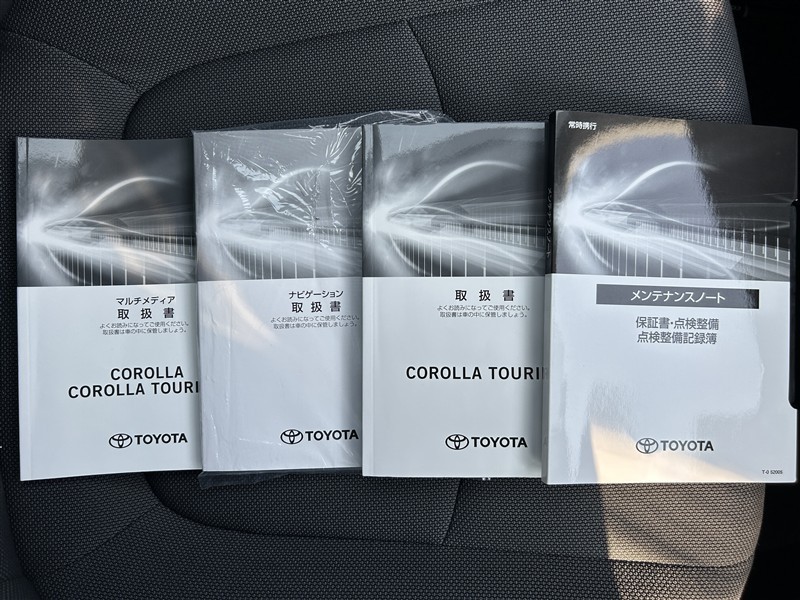 マルチメディア
取扱書
よくお読みになってご使用ください。
取扱書は車の中に保管しましょう。
COROLLA
COROLLA TOURI
TOYOTA
ナビゲーション
取扱書
よくお読みになってご使用ください。
取扱書は車の中に保管しましょう。
TOYOTA
取扱書
よくお読みになってご使用ください。
取扱書は車の中に保管しましょう。
COROLLA TOURI
TOYOTA
常時携行
メンテナンスノート
保証書・点検整備
点検整備記録簿
TOYOTA